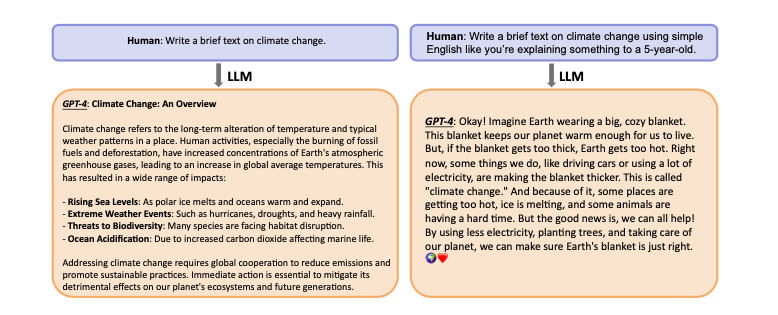 Human: Write a brief text on climate change.
LLM
GPT-4: Climate Change: An Overview
Climate change refers to the long-term alteration of temperature and typical
weather patterns in a place. Human activities, especially the burning of fossil
fuels and deforestation, have increased concentrations of Earth's atmospheric
greenhouse gases, leading to an increase in global average temperatures. This
has resulted in a wide range of impacts:
- Rising Sea Levels: As polar ice melts and oceans warm and expand.
- Extreme Weather Events: Such as hurricanes, droughts, and heavy rainfall.
- Threats to Biodiversity: Many species are facing habitat disruption.
- Ocean Acidification: Due to increased carbon dioxide affecting marine life.
Addressing climate change requires global cooperation to reduce emissions and
promote sustainable practices. Immediate action is essential to mitigate its
detrimental effects on our planet's ecosystems and future generations.
Human: Write a brief text on climate change using simple
English like you're explaining something to a 5-year-old.
LLM
GPT-4: Okay! Imagine Earth wearing a big, cozy blanket.
This blanket keeps our planet warm enough for us to live.
But, if the blanket gets too thick, Earth gets too hot. Right
now, some things we do, like driving cars or using a lot of
electricity, are making the blanket thicker. This is called
"climate change." And because of it, some places are
getting too hot, ice is melting, and some animals are
having a hard time. But the good news is, we can all help!
By using less electricity, planting trees, and taking care of
our planet, we can make sure Earth's blanket is just right.
🌍❤️